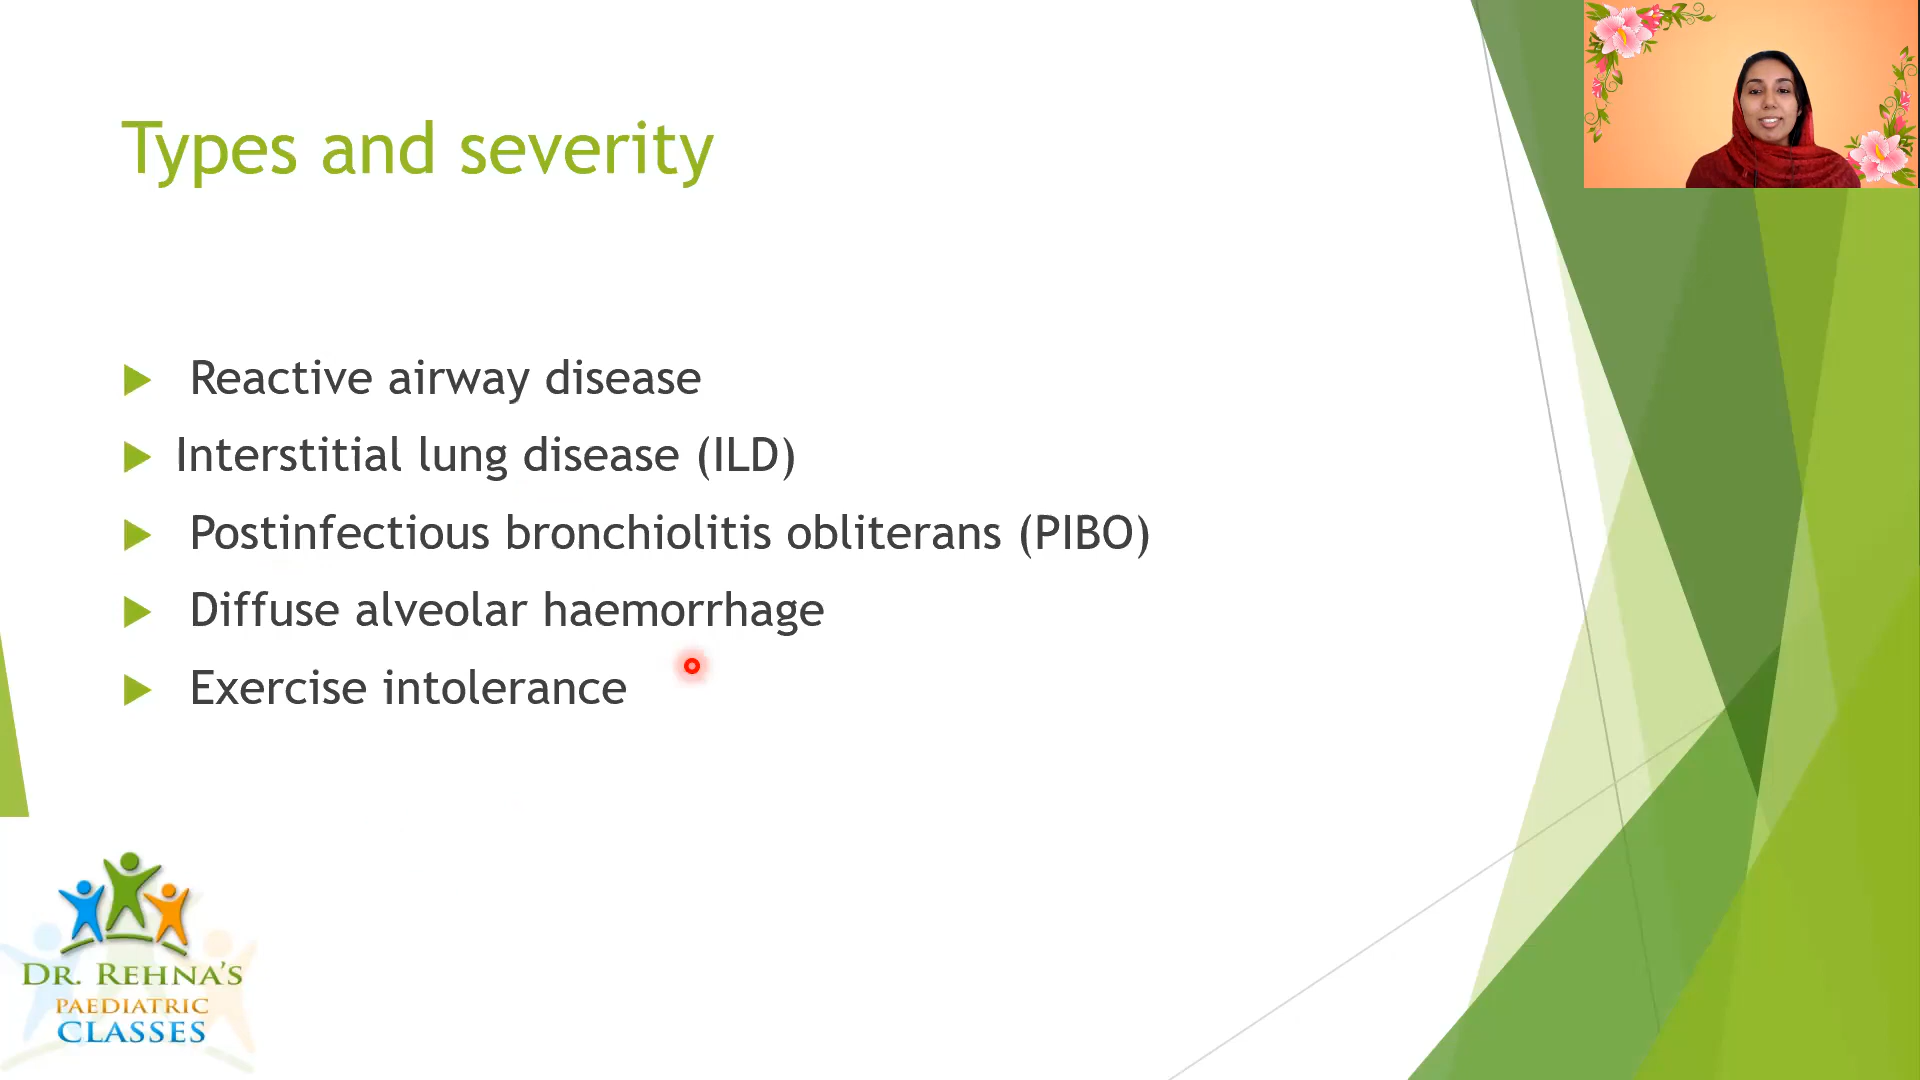 Types and severity
Reactive airway disease
Interstitial lung disease (ILD)
Postinfectious bronchiolitis obliterans (PIBO)
Diffuse alveolar haemorrhage
Exercise intolerance
DR. REHNA'S
PAEDIATRIC
CLASSES